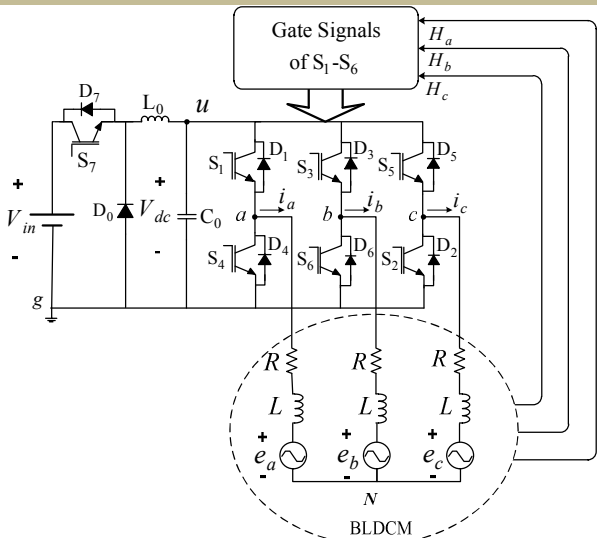 Gate Signals
of S1-S6
Ha
Hb
Hc
D7
S7
L0
u
+
Vin
-
D0
+
Vdc
-
C0
g
S1
D1
ia
a
S4
D4
S3
D3
ib
b
S6
D6
S5
D5
ic
c
S2
D2
R
R
R
L
L
L
+
ea
-
+
eb
-
+
ec
-
N
BLDCM